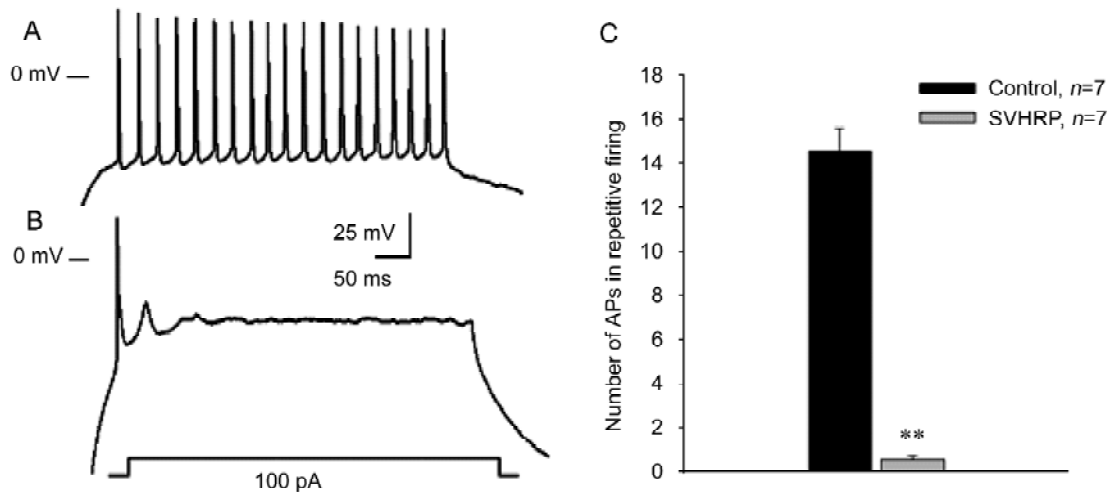 A
0 mV
B
0 mV
25 mV
50 ms
100 pA
C
Number of APs in repetitive firing
18
16
14
12
10
8
6
4
2
0
Control, n=7
SVHRP, n=7
**